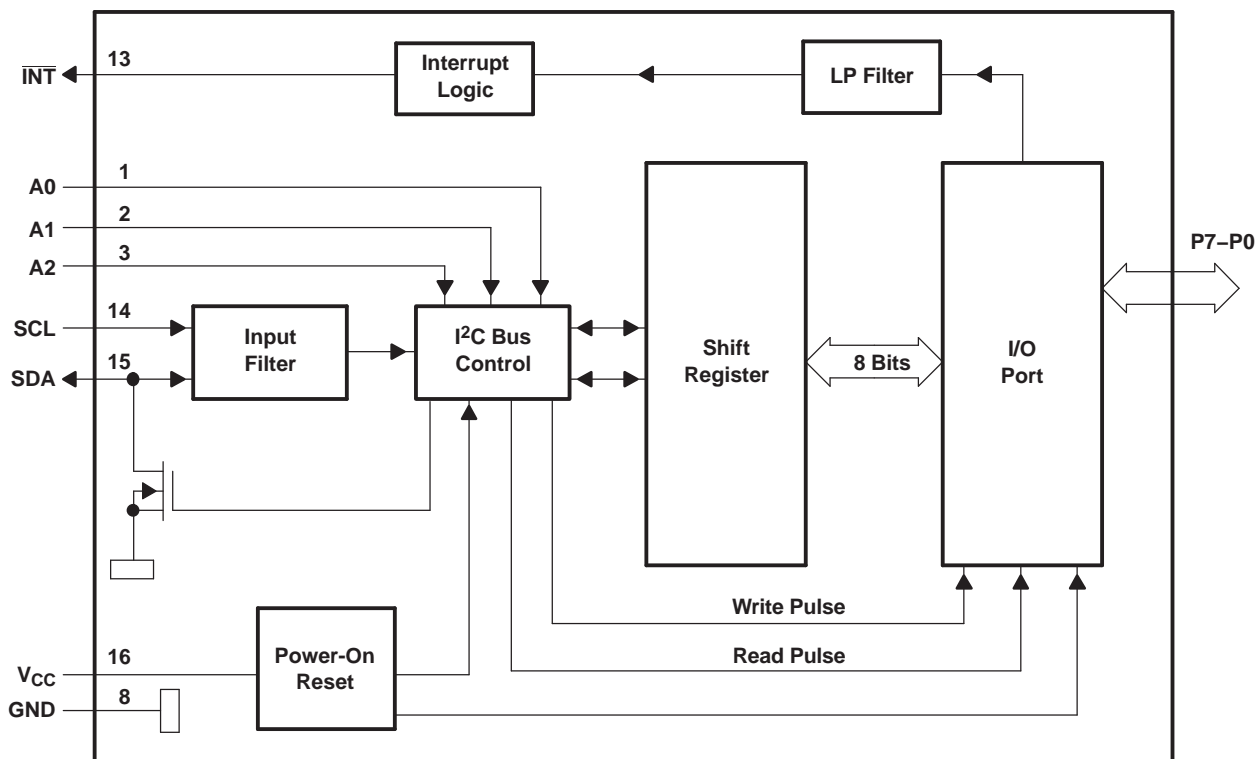 INT
13
Interrupt
Logic
LP Filter
A0
1
A1
2
A2
3
P7–P0
SCL
14
SDA
15
Input
Filter
I²C Bus
Control
Shift
Register
8 Bits
I/O
Port
Write Pulse
Read Pulse
Power-On
Reset
VCC
16
GND
8